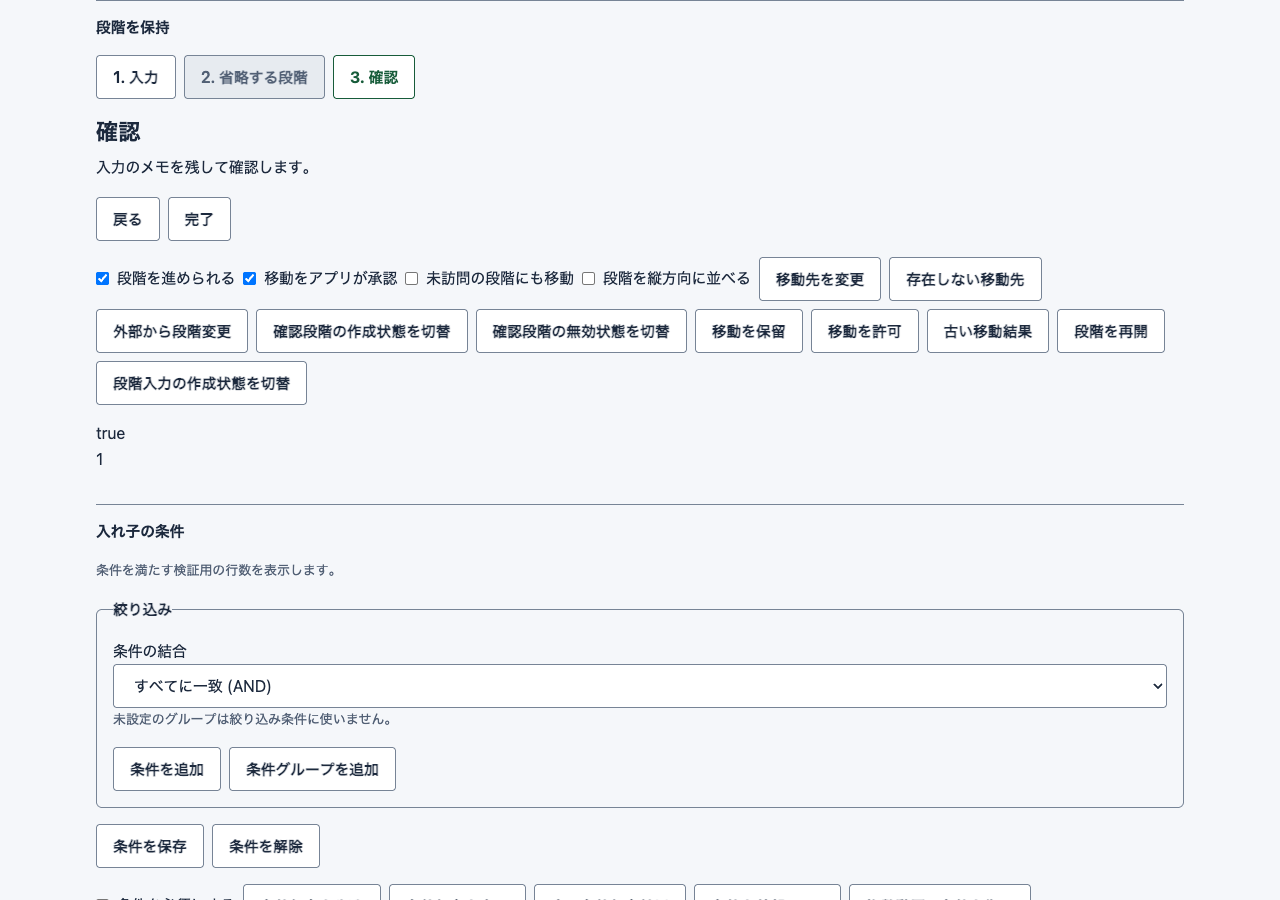 段階を保持
1. 入力 2. 省略する段階 3. 確認
確認
入力のメモを残して確認します。
戻る 完了
段階を進められる 移動をアプリが承認 未訪問の段階にも移動 段階を縦方向に並べる 移動先を変更 存在しない移動先
外部から段階変更 確認段階の作成状態を切替 確認段階の無効状態を切替 移動を保留 移動を許可 古い移動結果 段階を再開
段階入力の作成状態を切替
true
1
入れ子の条件
条件を満たす検証用の行数を表示します。
絞り込み
条件の結合
すべてに一致 (AND)
未設定のグループは絞り込み条件に使いません。
条件を追加 条件グループを追加
条件を保存 条件を解除